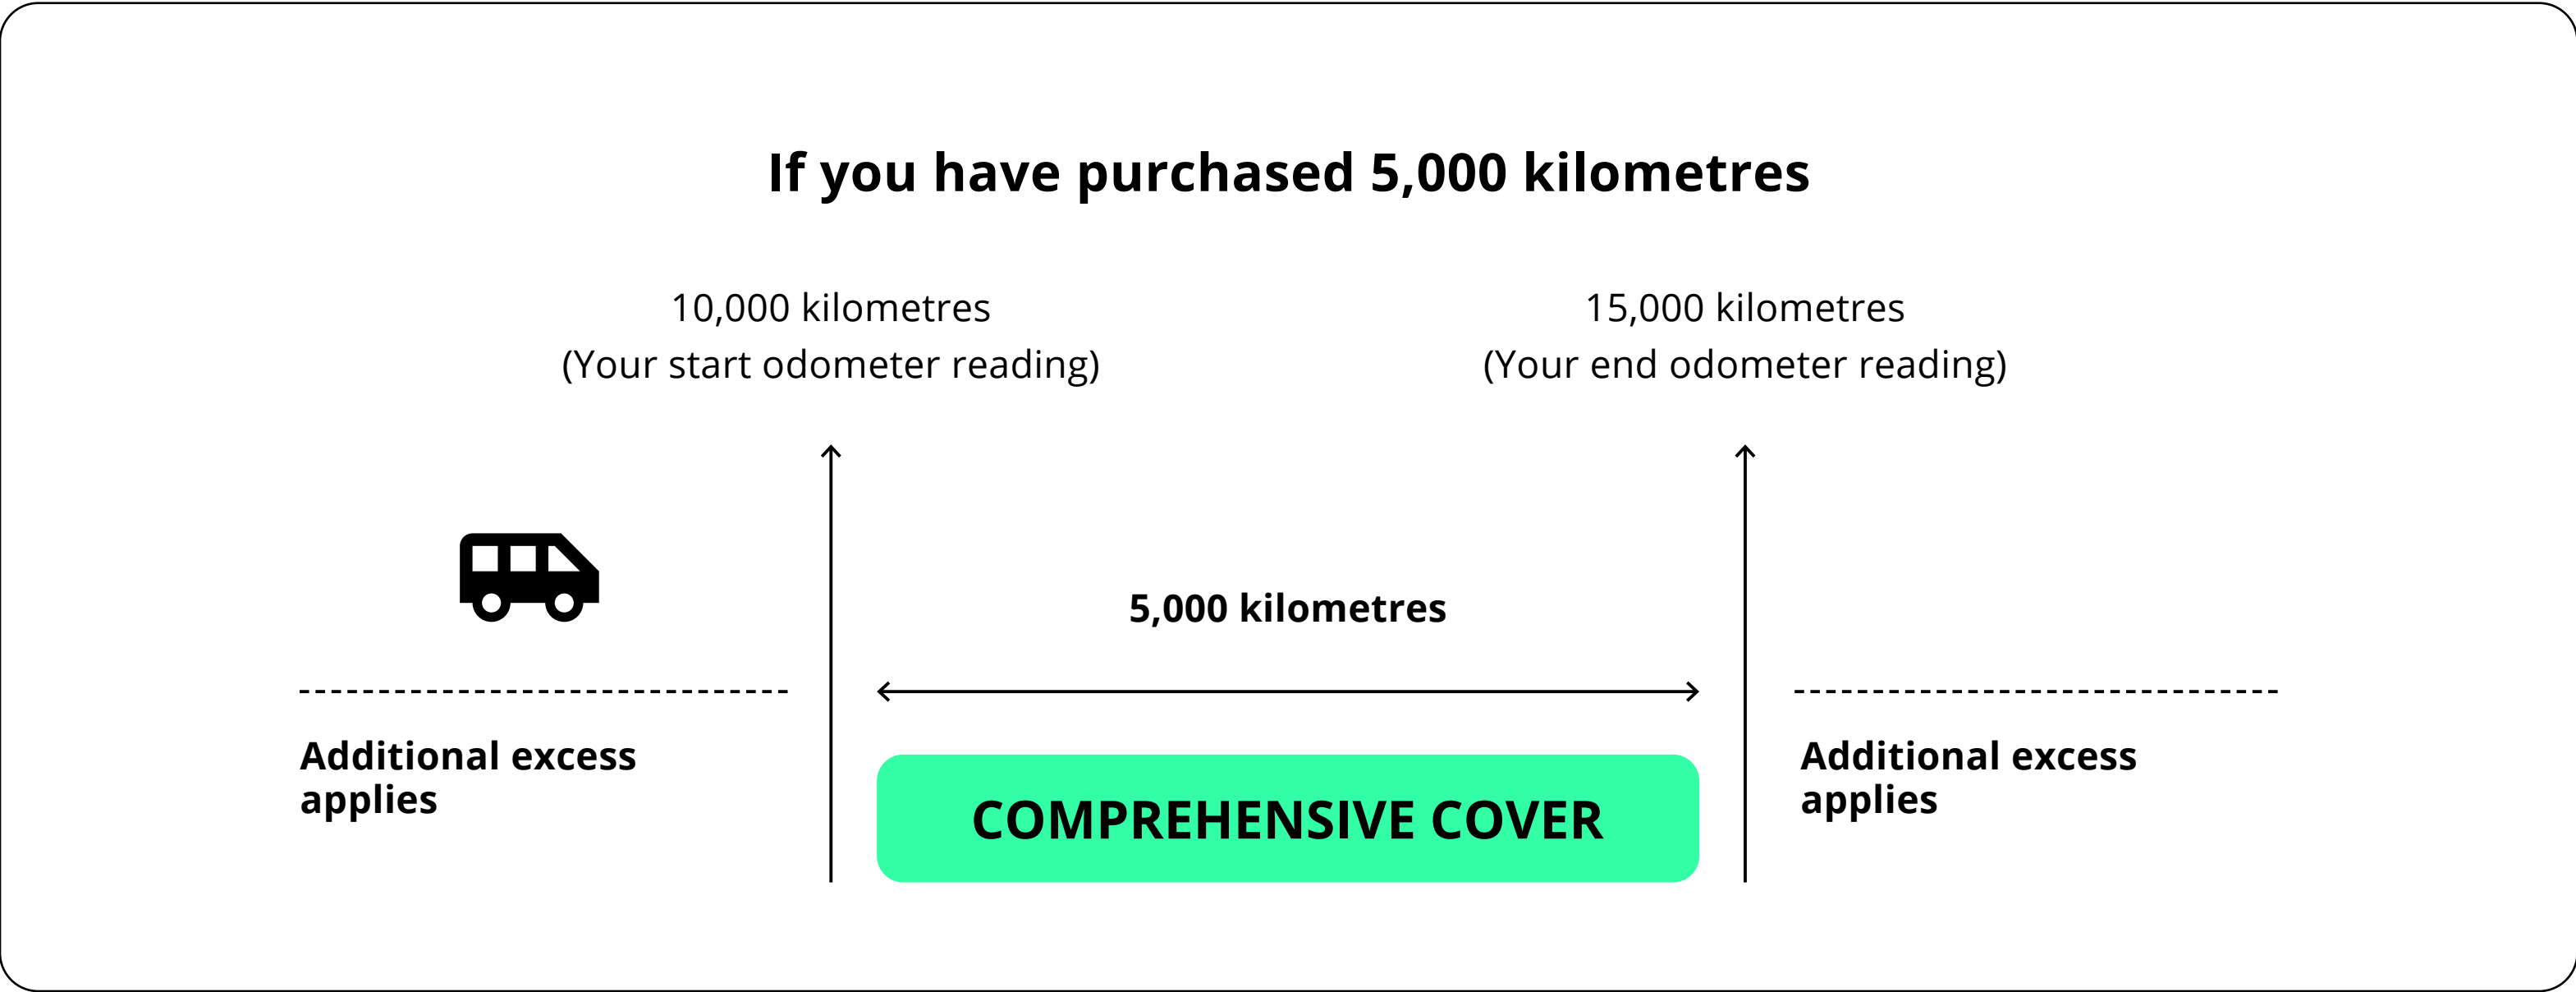 If you have purchased 5,000 kilometres
10,000 kilometres
(Your start odometer reading)
15,000 kilometres
(Your end odometer reading)
5,000 kilometres
Additional excess
applies
COMPREHENSIVE COVER
Additional excess
applies